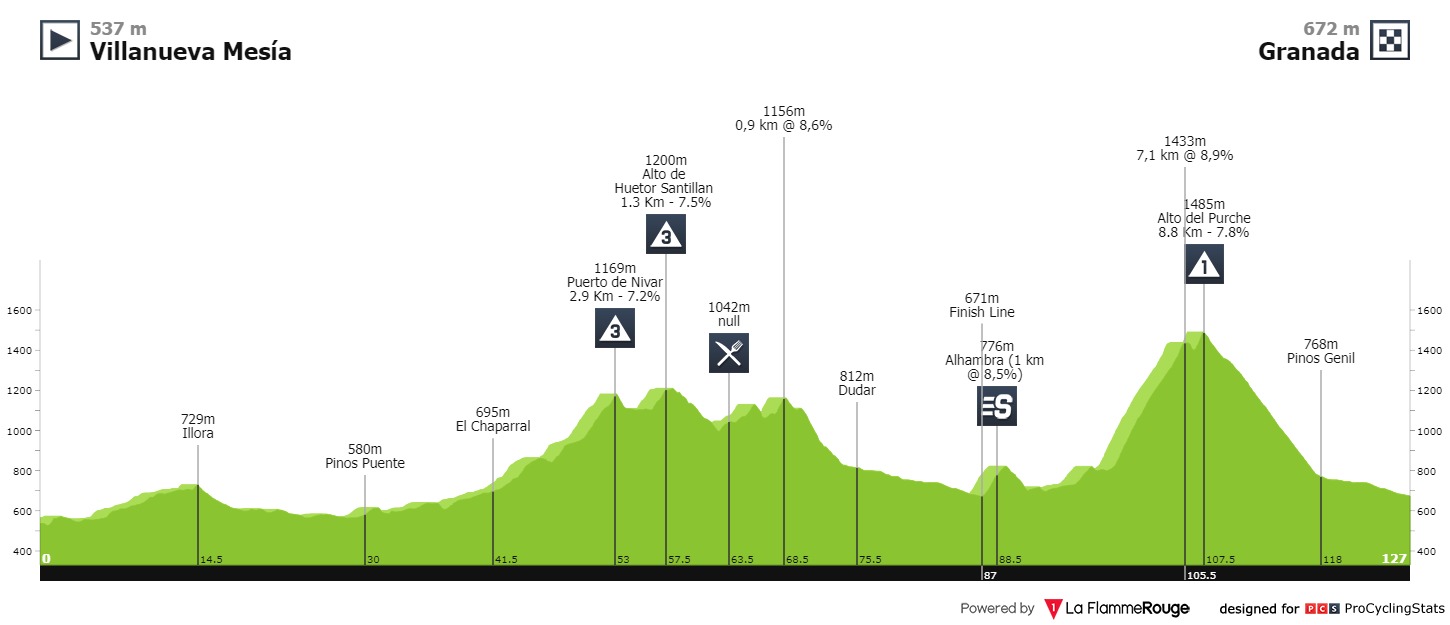 537 m
Villanueva Mesía
672 m
Granada
729m
Illora
580m
Pinos Puente
695m
El Chaparral
1169m
Puerto de Nivar
2.9 Km - 7.2%
3
1200m
Alto de
Huetor Santillan
1.3 Km - 7.5%
3
1042m
null
1156m
0,9 km @ 8,6%
812m
Dudar
671m
Finish Line
776m
Alhambra (1 km
@ 8,5%)
S
1433m
7,1 km @ 8,9%
1485m
Alto del Purche
8.8 Km - 7.8%
1
768m
Pinos Genil
1600
1400
1200
1000
800
600
400
1600
1400
1200
1000
800
600
400
0
14.5
30
41.5
53
57.5
63.5
68.5
75.5
88.5
107.5
118
127
87
105.5
Powered by 1 La FlammeRouge designed for PCS ProCyclingStats